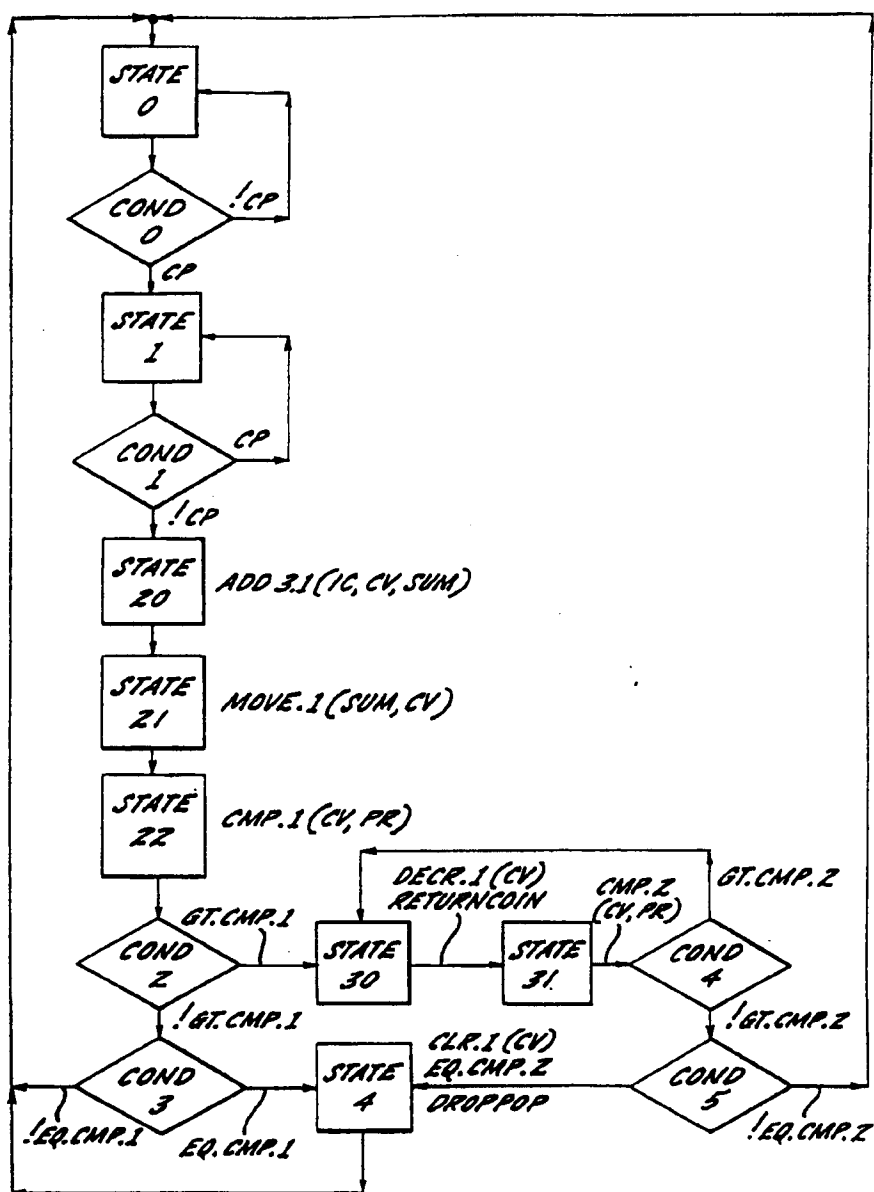 STATE
0
COND
0
!CP
CP
STATE
1
COND
1
CP
!CP
STATE
20
ADD 3.1 (IC, CV, SUM)
STATE
21
MOVE.1 (SUM, CV)
STATE
22
CMP.1 (CV, PR)
COND
2
GT.CMP.1
STATE
30
DECR.1 (CV)
RETURNCOIN
STATE
31
CMP.2
(CV, PR)
COND
4
GT.CMP.2
!GT.CMP.1
!GT.CMP.2
COND
3
!EQ.CMP.1
EQ.CMP.1
STATE
4
CLR.1 (CV)
EQ.CMP.2
DROPPOP
COND
5
!EQ.CMP.2